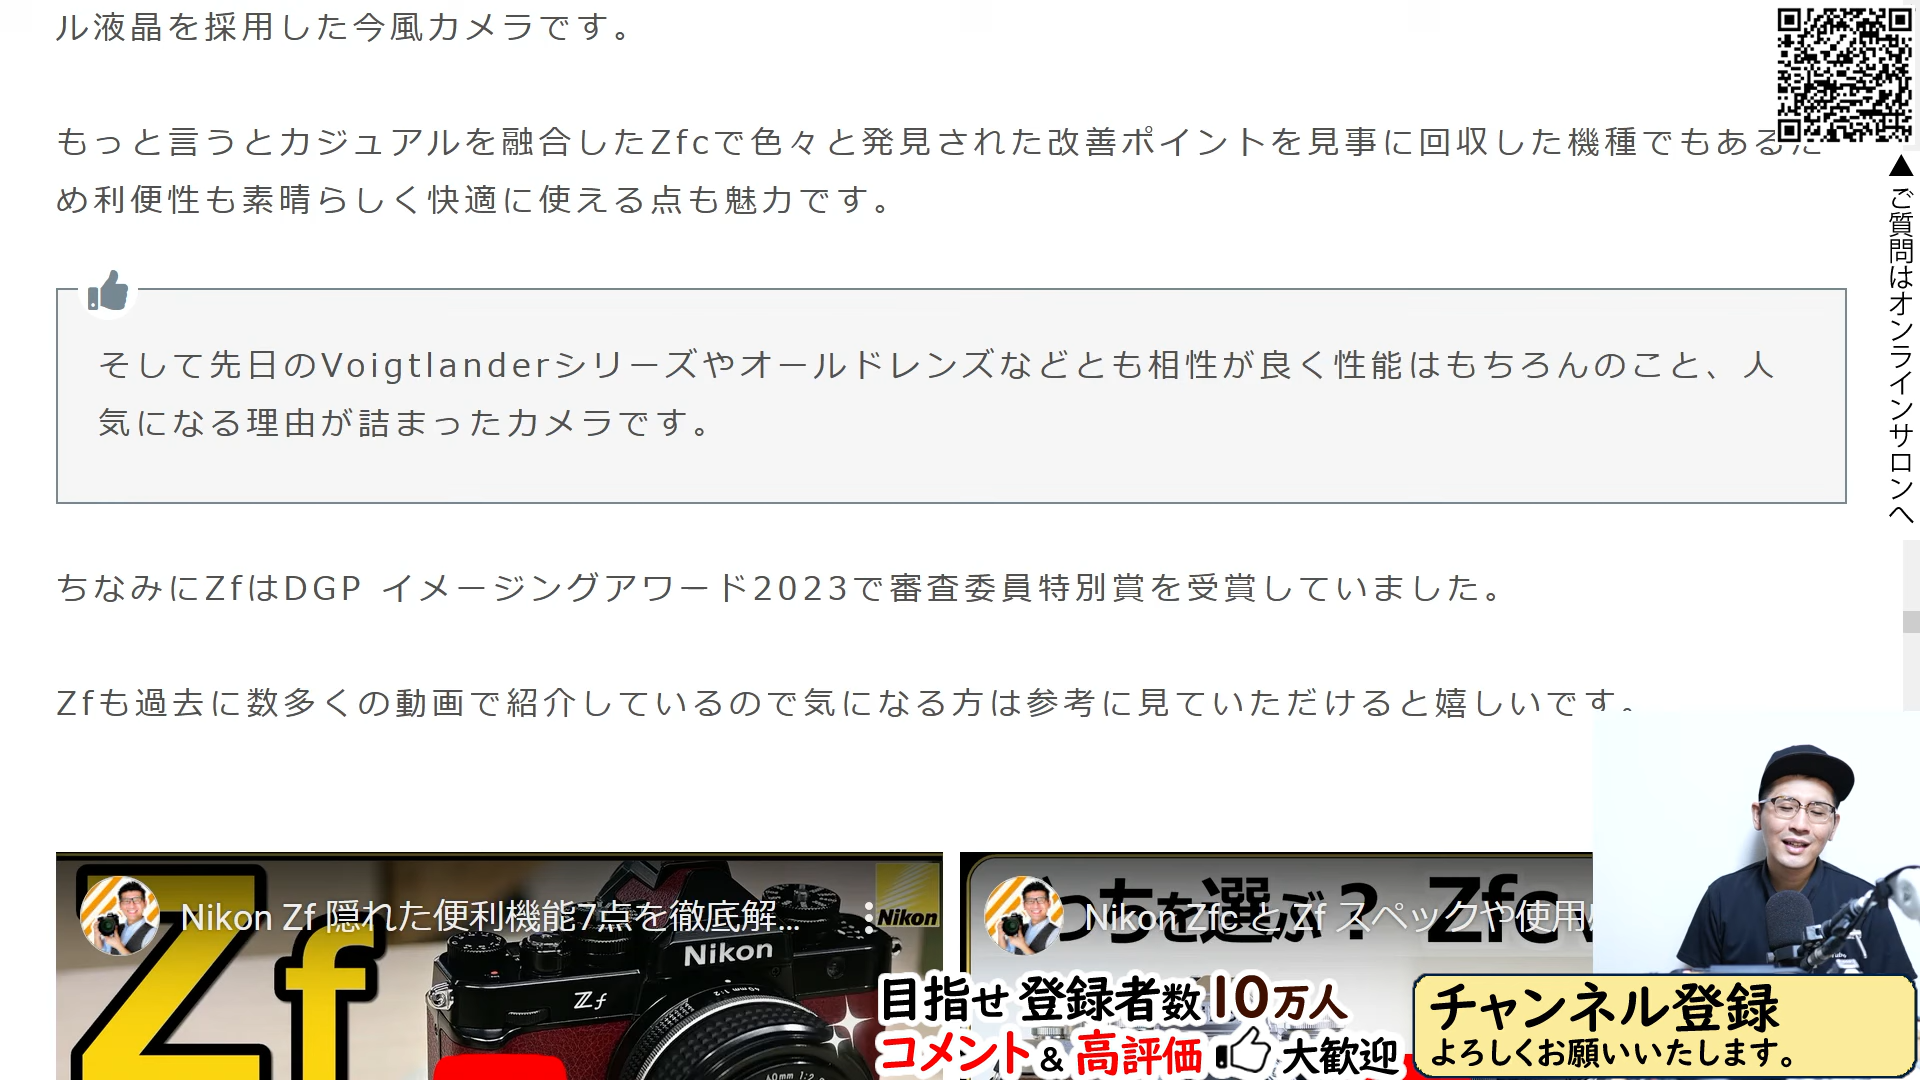 ル液晶を採用した今風カメラです。
もっと言うとカジュアルを融合したZfcで色々と発見された改善ポイントを見事に回収した機種でもあるた
め利便性も素晴らしく快適に使える点も魅力です。
▲ご質問はオンラインサロンへ
そして先日のVoigtlanderシリーズやオールドレンズなどとも相性が良く性能はもちろんのこと、人
気になる理由が詰まったカメラです。
ちなみにZfはDGP イメージングアワード2023で審査委員特別賞を受賞していました。
Zfも過去に数多くの動画で紹介しているので気になる方は参考に見ていただけると嬉しいです。
Zf
Nikon Zf 隠れた便利機能7点を徹底解...
Nikon
Nikon
Zf
っちを選ぶ? Zfc
Nikon Zfc と Zf スペックや使用
目指せ 登録者数10万人
コメント&高評価 大歓迎
チャンネル登録
よろしくお願いいたします。